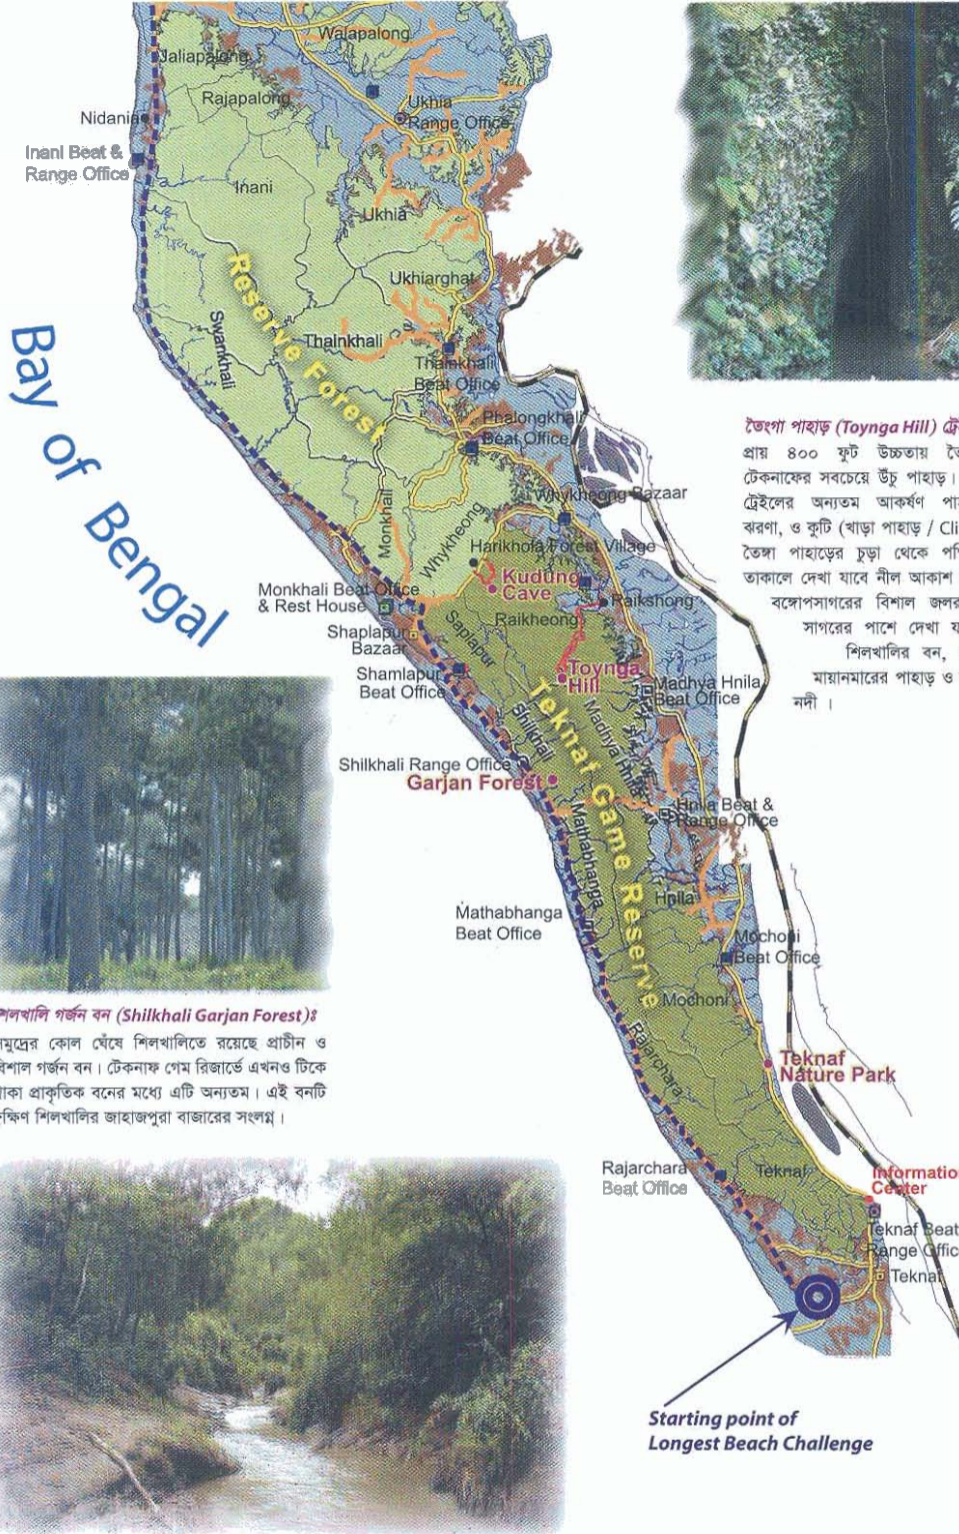 Walapalong
Jaliapalong
Rajapalong
Ukhia
Range Office
Nidania
Inani Beat &
Range Office
Inani
Ukhia
Ukhiarghat
Reserve Forest
Swankhali
Thainkhali
Thainkhali
Beat Office
Bay of Bengal
Phalongkhali
Beat Office
Whykheong Bazaar
Monkhali
Whykheong
Harikhola Forest Village
Kudung
Cave
Raikshong
Raikheong
Monkhali Beat Office
& Rest House
Shaplapur
Bazaar
Saplapur
Shamlapur
Beat Office
Toynga
Hill
Madhya Hnila
Beat Office
Teknaf Game Reserve
Shilkhali
Madhya Hnila
Shilkhali Range Office
Garjan Forest
Hnila Beat &
Range Office
Mathabhanga
Hnila
Mathabhanga
Beat Office
Mochoni
Beat Office
Mochoni
Rajarchara
Teknaf
Nature Park
Rajarchara
Beat Office
Teknaf
Information
Center
Teknaf Beat
Range Office
Teknaf
Starting point of
Longest Beach Challenge
তৈংগা পাহাড় (Toynga Hill)
প্রায় ৪০০ ফুট উচ্চতায়
টেকনাফের সবচেয়ে উঁচু পাহাড়।
ট্রেইলের অন্যতম আকর্ষণ
ঝরণা, ও কুটি (খাড়া পাহাড় /
তৈঙ্গা পাহাড়ের চুড়া থেকে
তাকালে দেখা যাবে নীল আকাশ
বঙ্গোপসাগরের বিশাল
সাগরের পাশে দেখা
শিলখালির বন,
মায়ানমারের পাহাড় ও
নদী ।
শিলখালি গর্জন বন (Shilkhali Garjan Forest)ঃ
সমুদ্রের কোল ঘেঁষে শিলখালিতে রয়েছে প্রাচীন ও
বিশাল গর্জন বন। টেকনাফ গেম রিজার্ভে এখনও টিকে
থাকা প্রাকৃতিক বনের মধ্যে এটি অন্যতম। এই বনটি
দক্ষিণ শিলখালির জাহাজপুরা বাজারের সংলগ্ন।